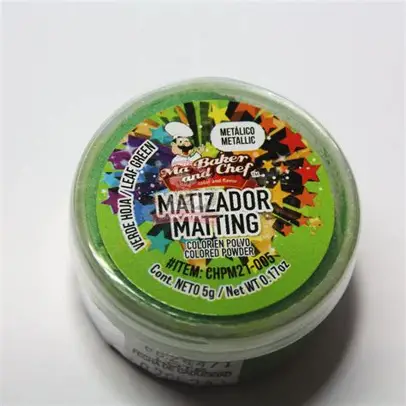 METÁLICO
METALLIC
VERDE HOJA / LEAF GREEN
Ma Baker
and Chef
MATIZADOR
MATTING
COLOR EN POLVO
COLORED POWDER
#ITEM: CHPM21-005
Cont. NETO 5g / Net WT 0.17oz